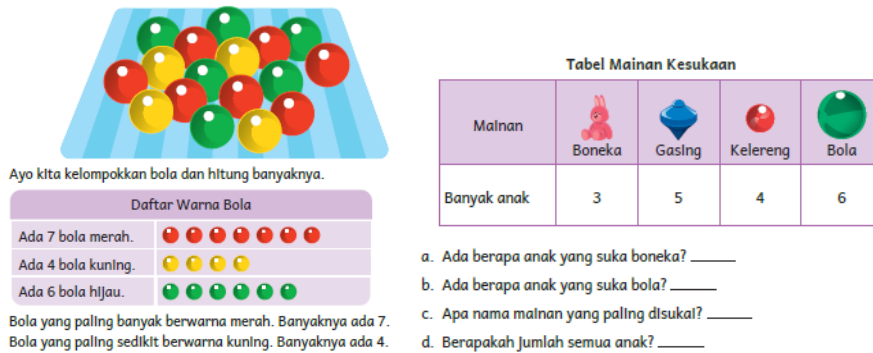 Ayo kita kelompokkan bola dan hitung banyaknya.
Daftar Warna Bola
Ada 7 bola merah.
Ada 4 bola kuning.
Ada 6 bola hijau.
Bola yang paling banyak berwarna merah. Banyaknya ada 7.
Bola yang paling sedikit berwarna kuning. Banyaknya ada 4.
Tabel Mainan Kesukaan
Mainan Boneka Gasing Kelereng Bola
Banyak anak 3 5 4 6
a. Ada berapa anak yang suka boneka? ______
b. Ada berapa anak yang suka bola? ______
c. Apa nama mainan yang paling disukai? ______
d. Berapakah jumlah semua anak? ______